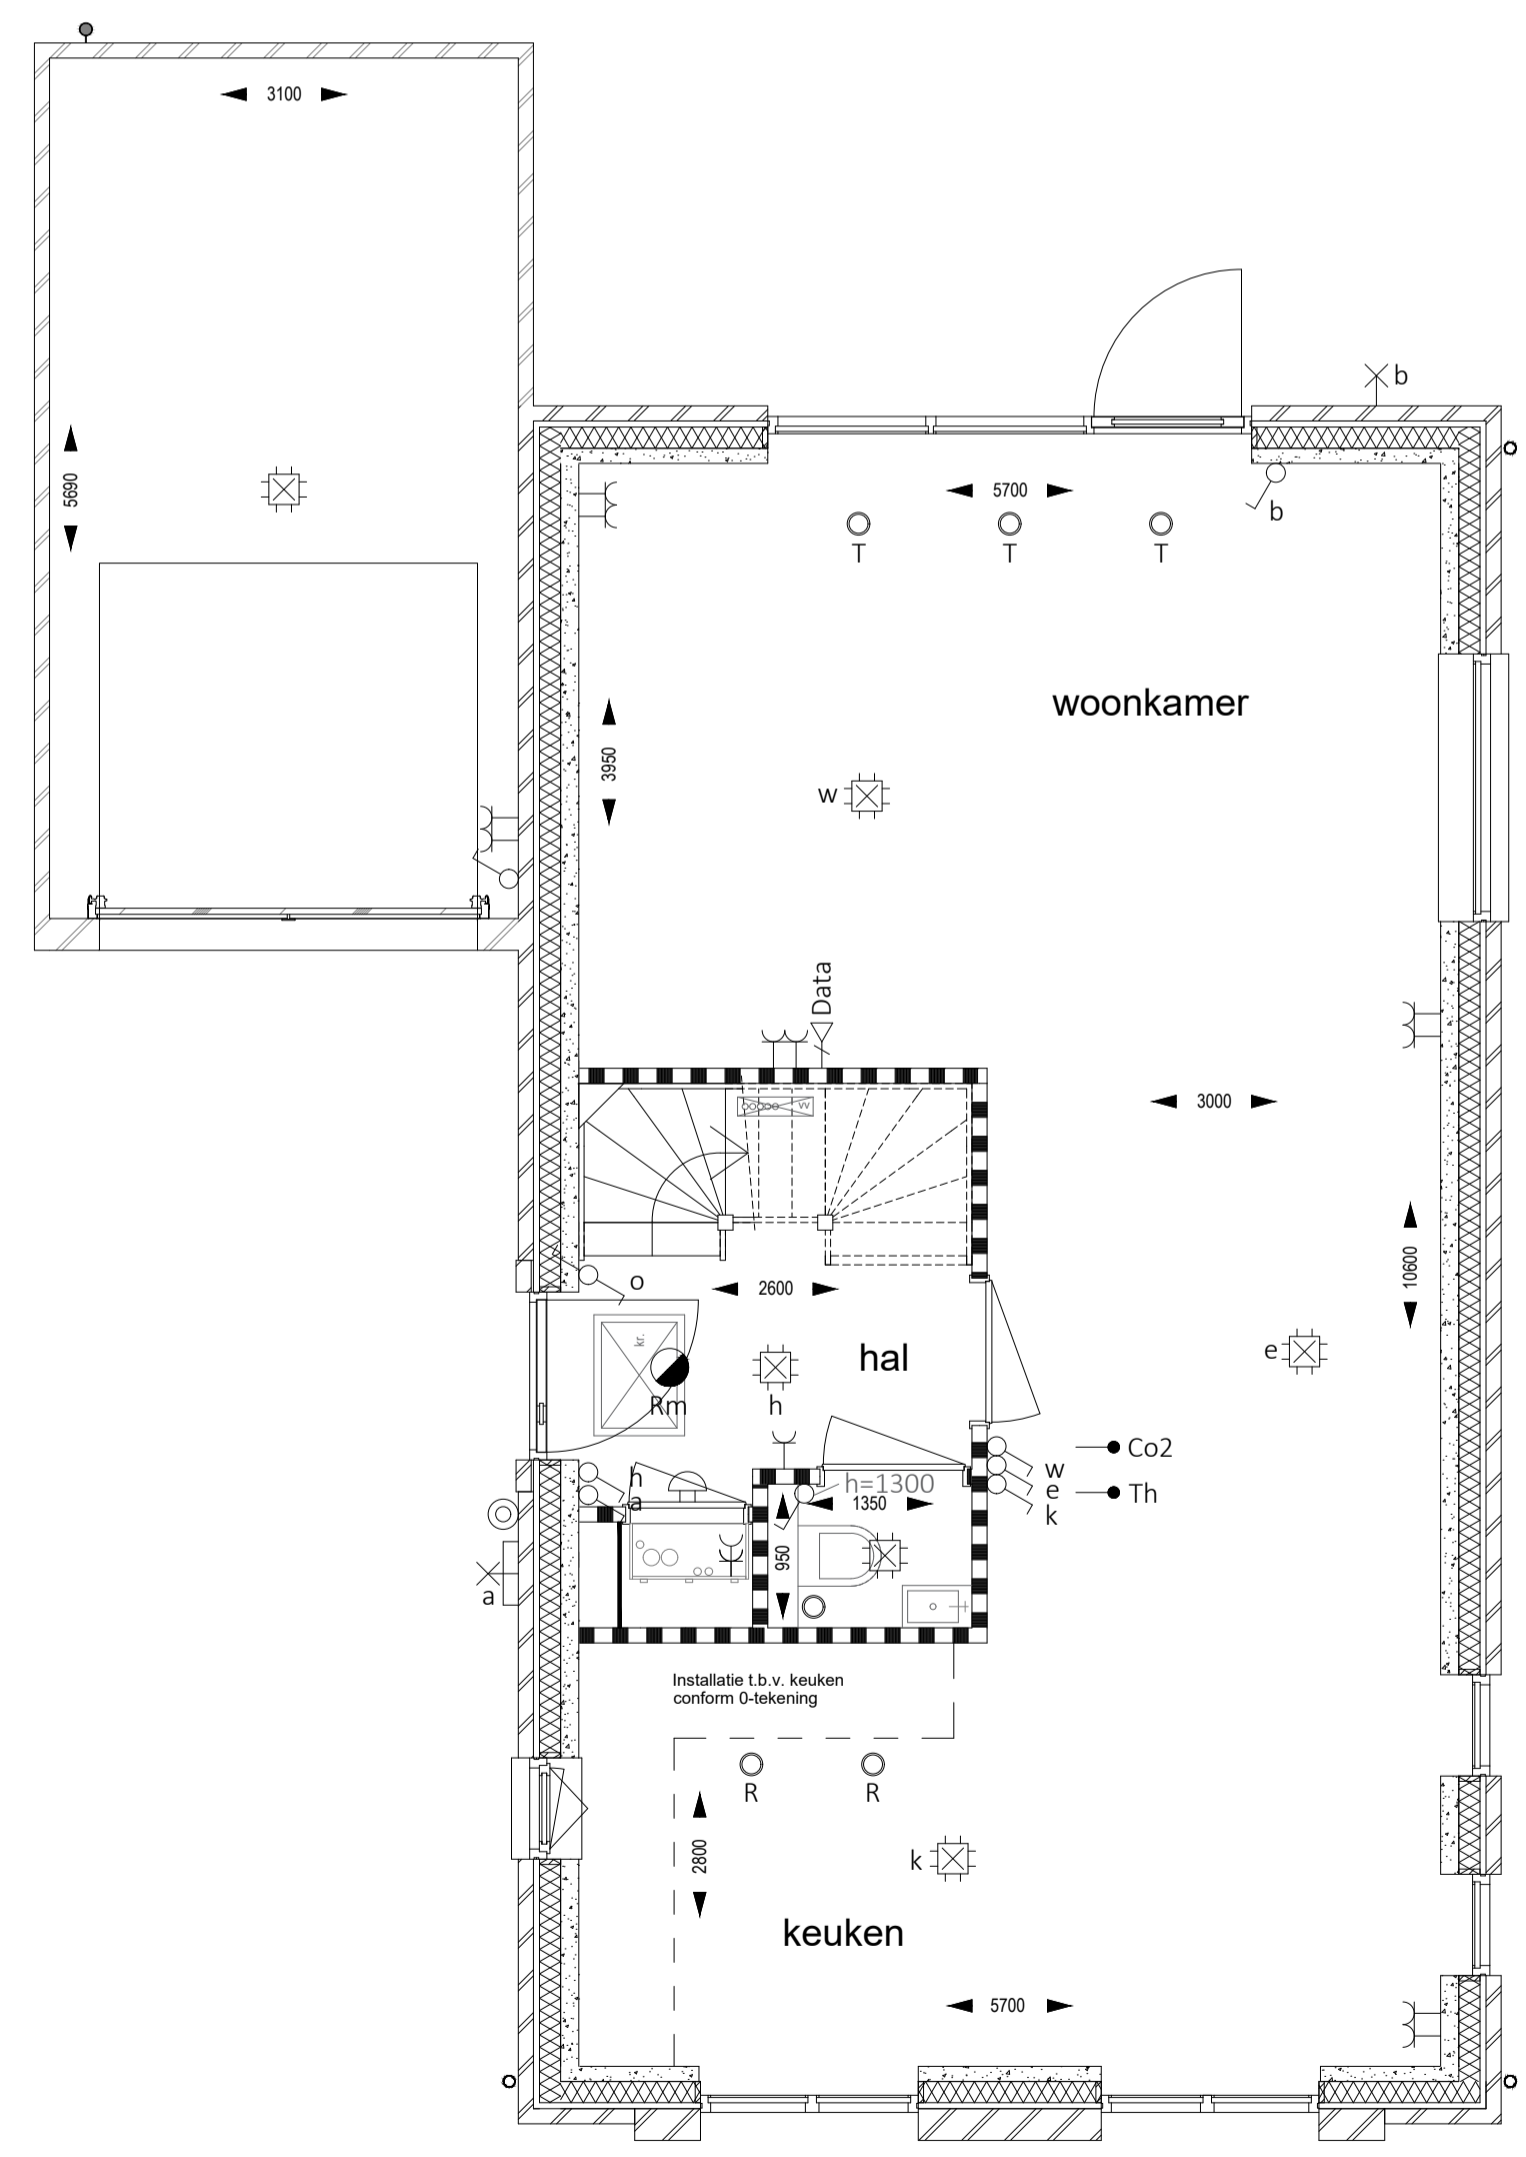 3100
b
5690
5700
b
T
T
T
woonkamer
3950
w
Data
3000
vv
10600
o
2600
kr.
hal
e
Rm
h
Co2
w
h
h=1300
e
Th
a
1350
k
950
a
Installatie t.b.v. keuken
conform 0-tekening
R
R
2800
k
keuken
5700